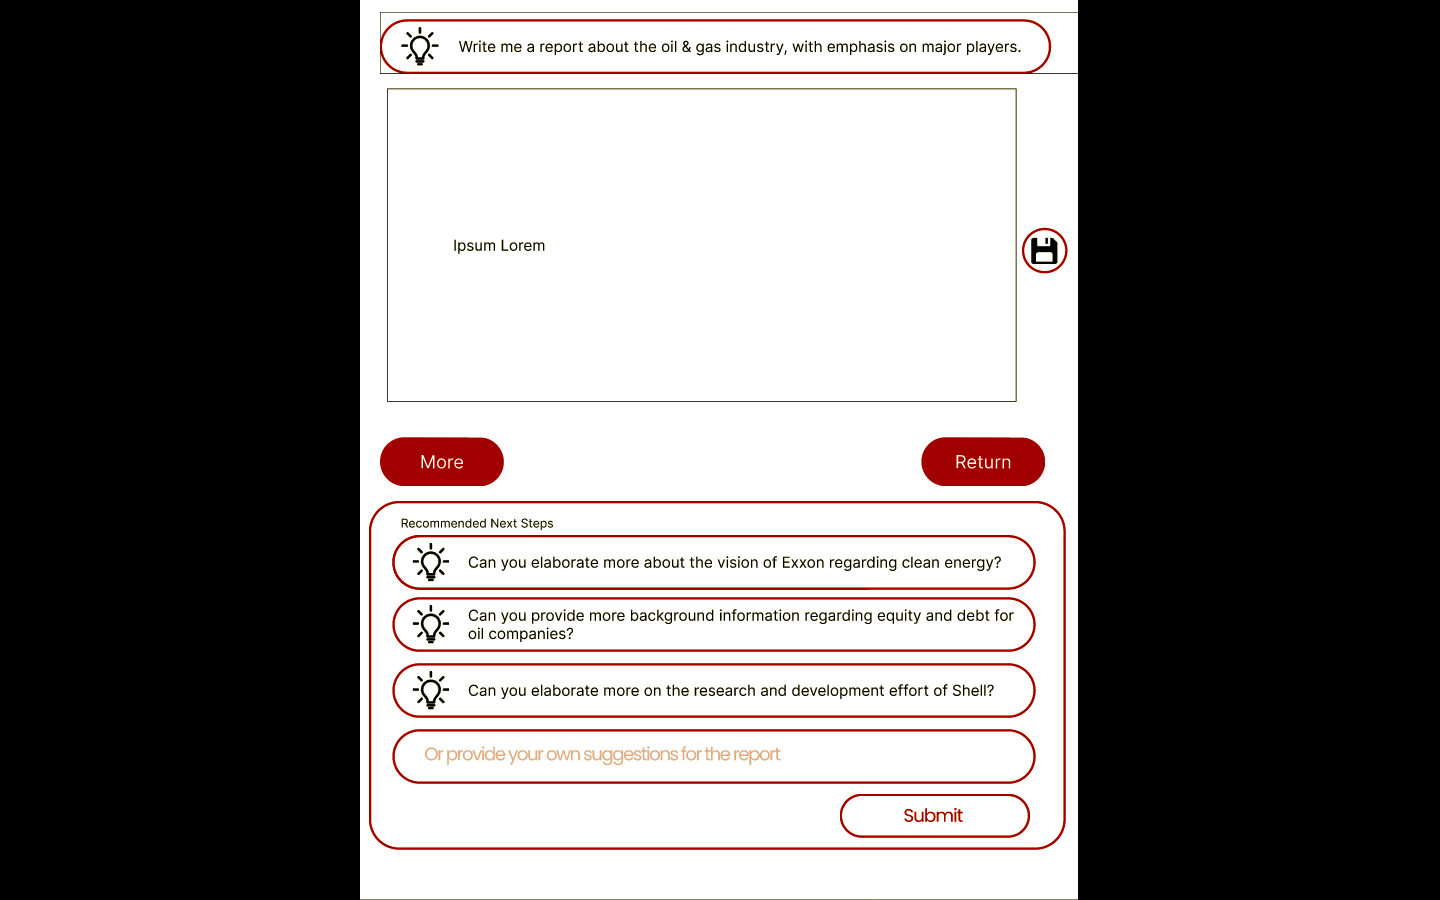 Write me a report about the oil & gas industry, with emphasis on major players.
Ipsum Lorem
More
Return
Recommended Next Steps
Can you elaborate more about the vision of Exxon regarding clean energy?
Can you provide more background information regarding equity and debt for
oil companies?
Can you elaborate more on the research and development effort of Shell?
Or provide your own suggestions for the report
Submit